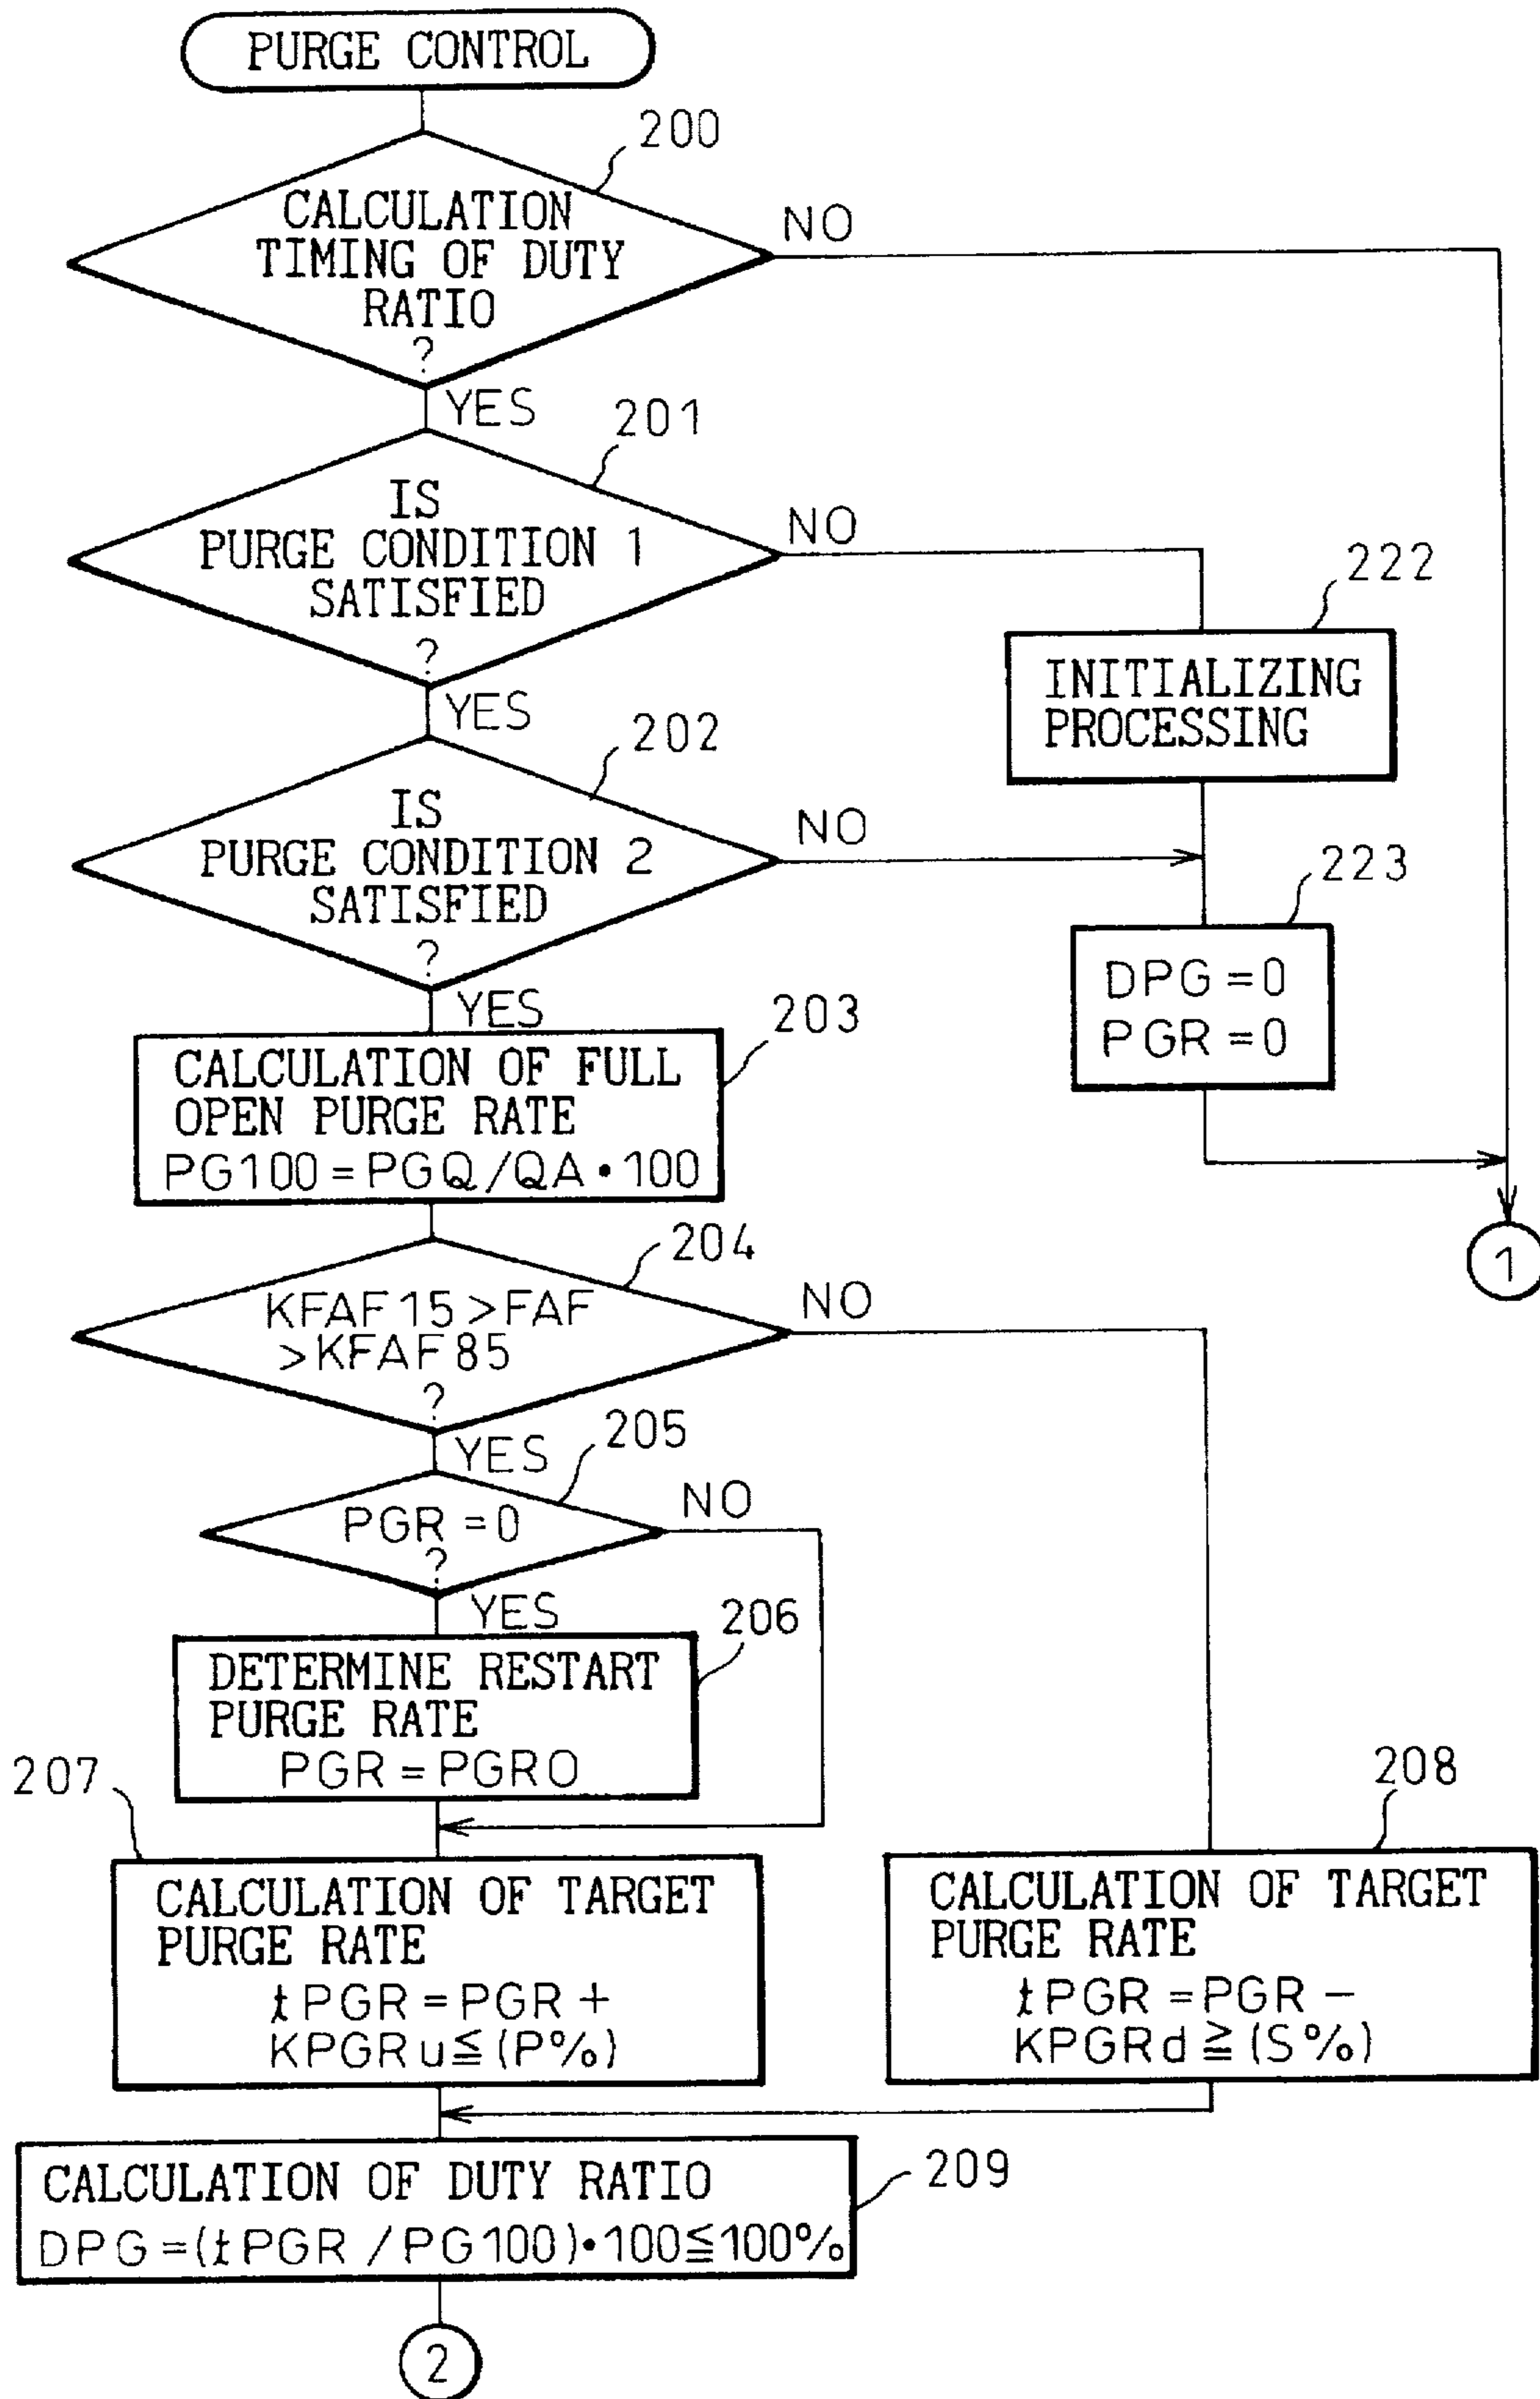 PURGE CONTROL
200
CALCULATION
TIMING OF DUTY
RATIO
?
NO
YES
201
IS
PURGE CONDITION 1
SATISFIED
?
NO
222
INITIALIZING
PROCESSING
YES
202
IS
PURGE CONDITION 2
SATISFIED
?
NO
223
DPG = 0
PGR = 0
YES
203
CALCULATION OF FULL
OPEN PURGE RATE
PG100 = PGQ/QA • 100
1
204
KFAF15 > FAF
> KFAF85
?
NO
YES
205
PGR = 0
?
NO
YES
206
DETERMINE RESTART
PURGE RATE
PGR = PGRO
207
CALCULATION OF TARGET
PURGE RATE
tPGR = PGR +
KPGRu ≦ (P%)
208
CALCULATION OF TARGET
PURGE RATE
tPGR = PGR −
KPGRd ≧ (S%)
209
CALCULATION OF DUTY RATIO
DPG = (tPGR / PG100) • 100 ≦ 100%
2